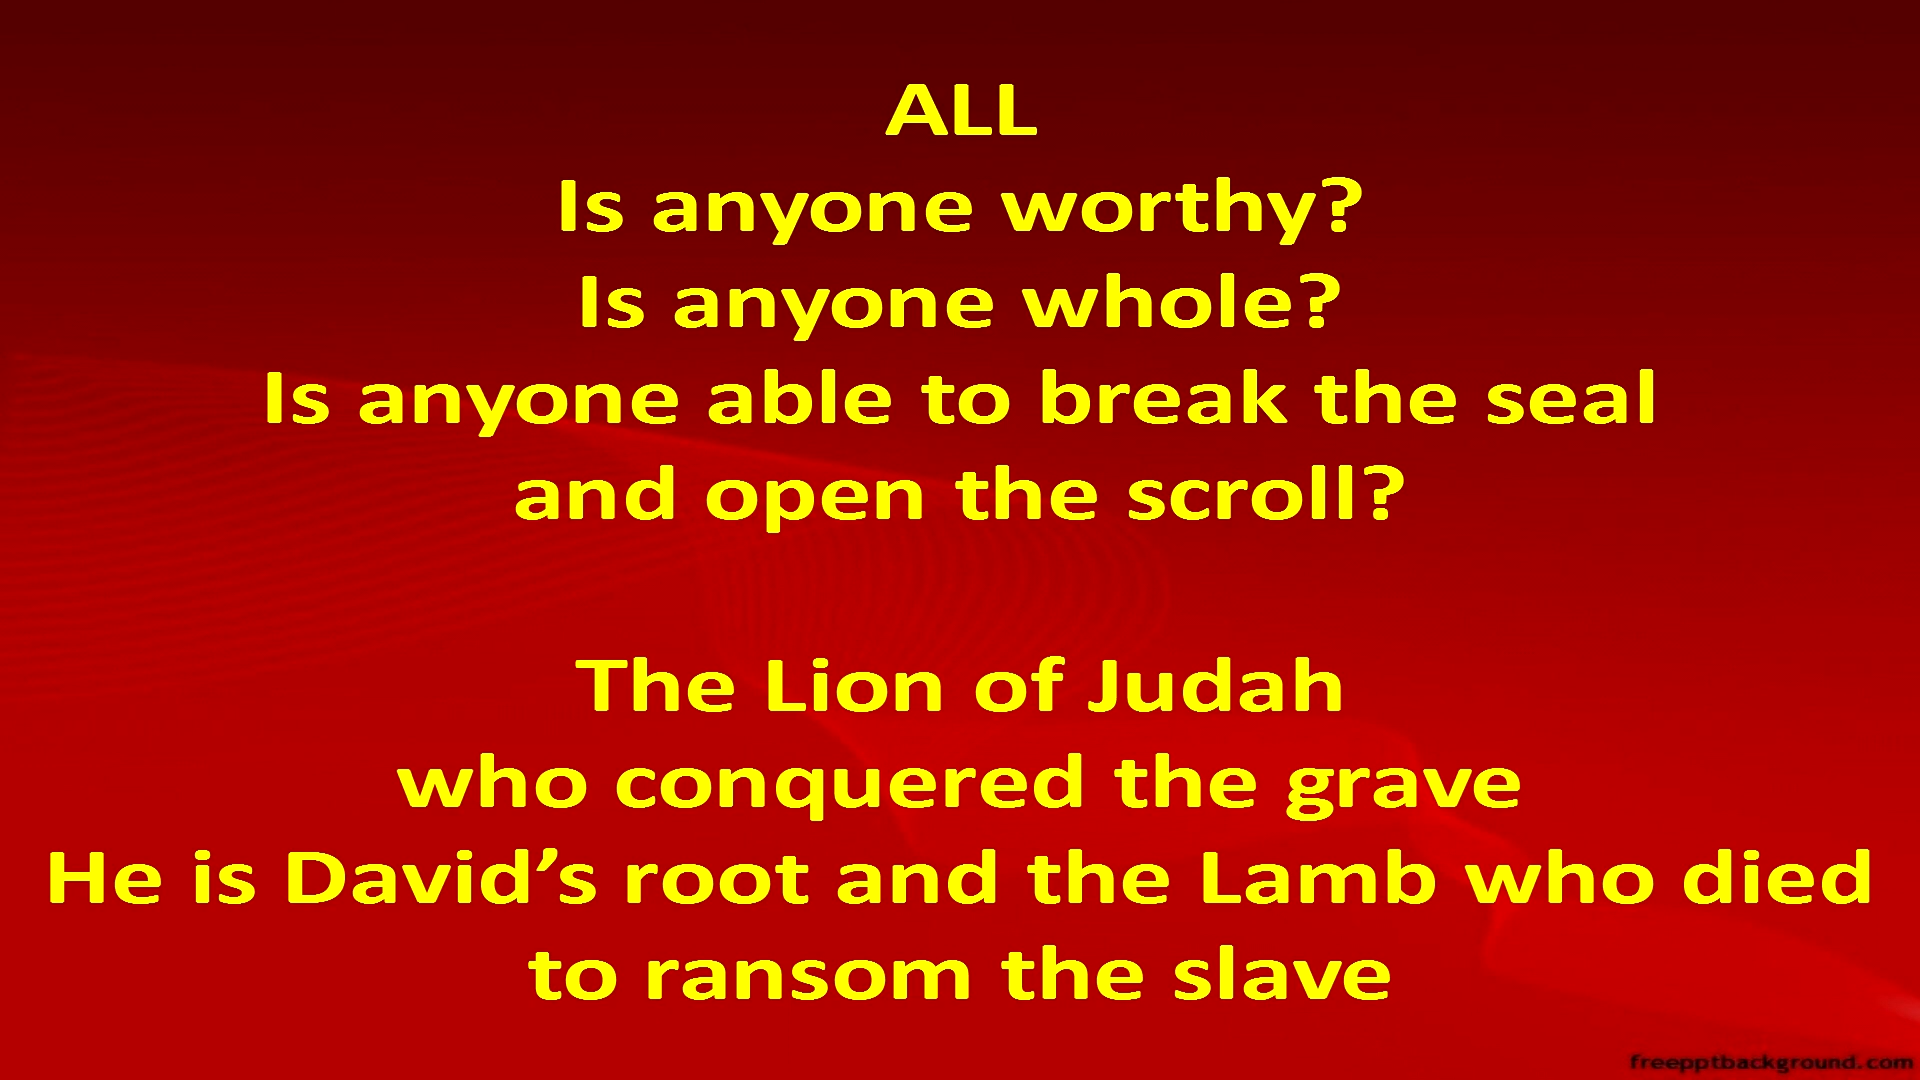 ALL
Is anyone worthy?
Is anyone whole?
Is anyone able to break the seal
and open the scroll?
The Lion of Judah
who conquered the grave
He is David’s root and the Lamb who died
to ransom the slave
freepptbackground.com